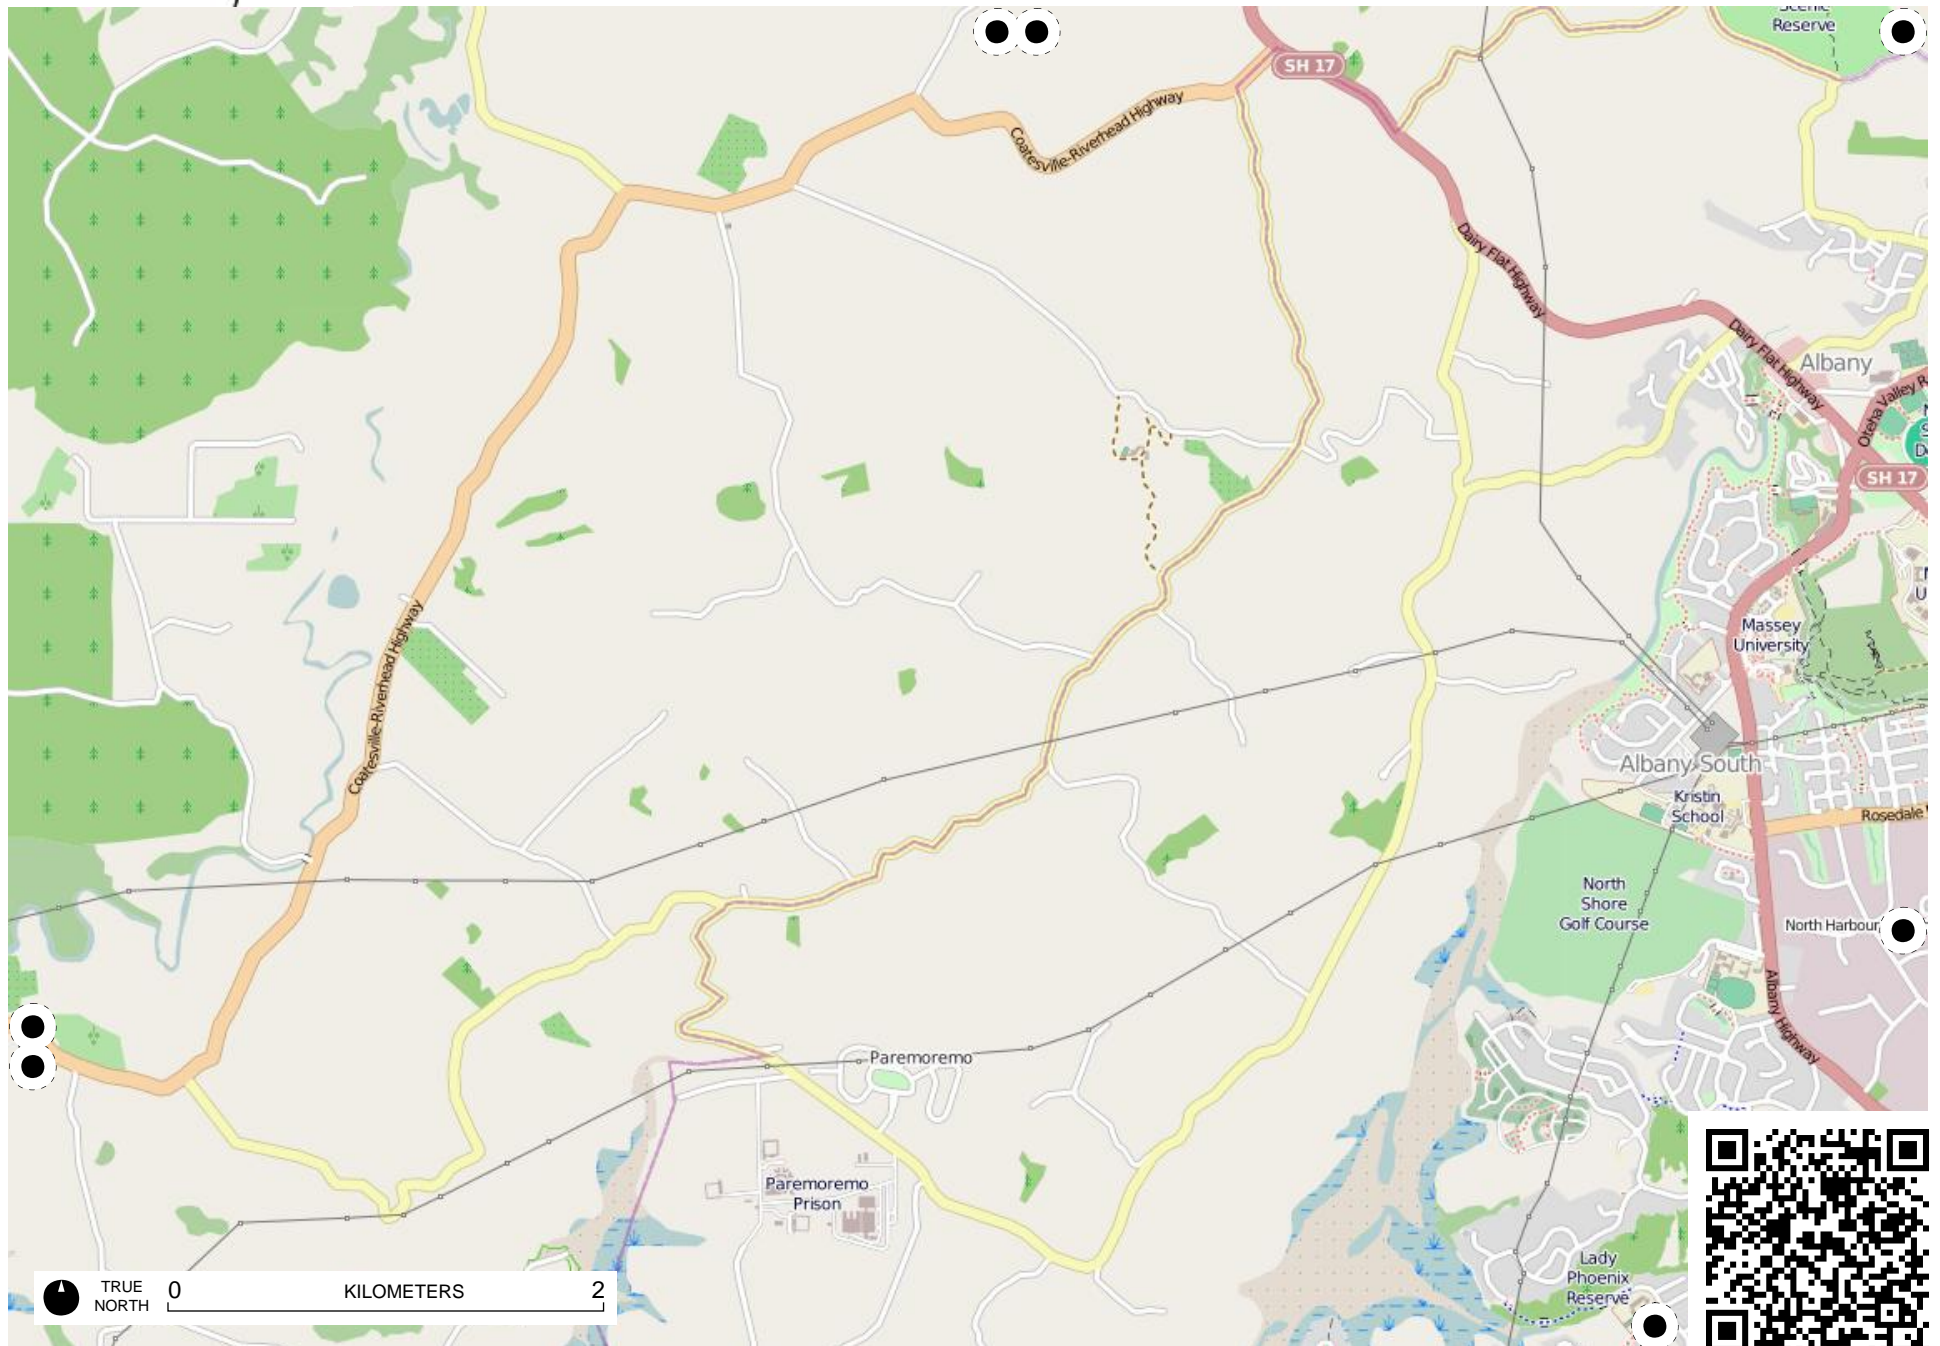 Reserve
SH 17
Coatesville-Riverhead Highway
Dairy Flat Highway
Dairy Flat Highway
Albany
Oteha Valley R
SH 17
Coatesville-Riverhead Highway
Massey
University
Albany South
Kristin
School
Rosedale
North
Shore
Golf Course
North Harbour
Albany Highway
Paremoremo
Paremoremo
Prison
Lady
Phoenix
Reserve
TRUE
NORTH
0 KILOMETERS 2